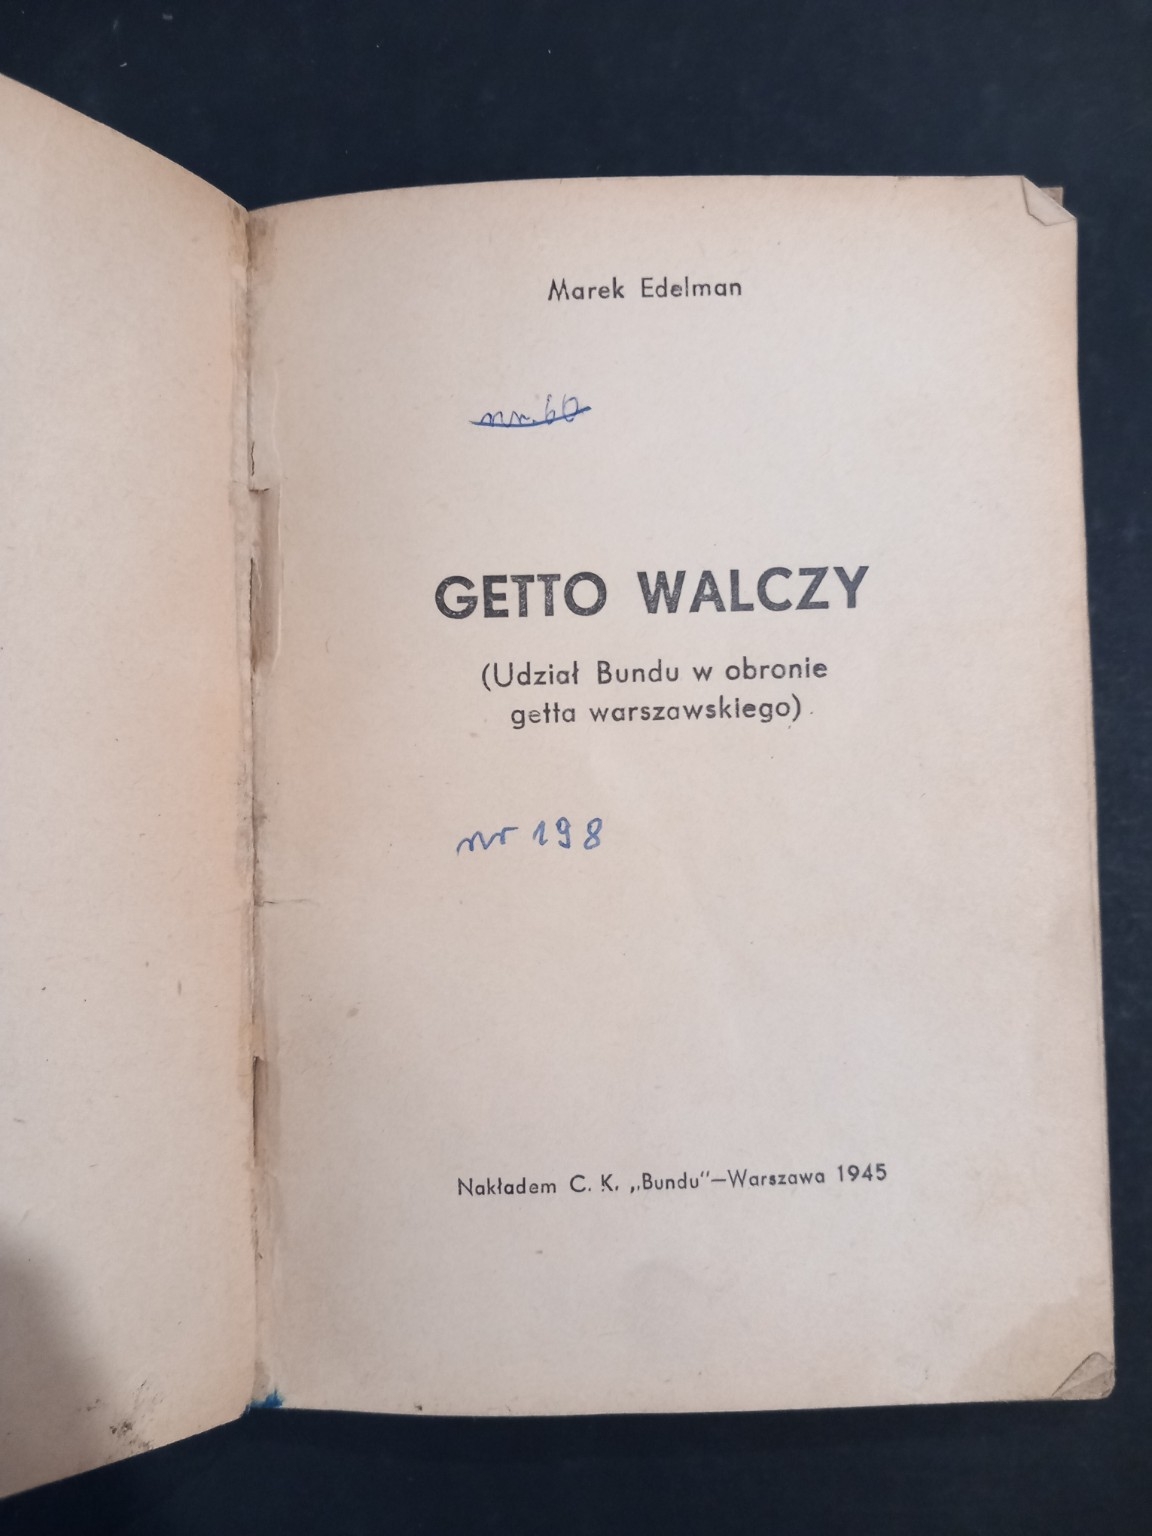 Marek Edelman
nr. 60
GETTO WALCZY
(Udział Bundu w obronie
getta warszawskiego)
nr 198
Nakładem C. K. „Bundu"—Warszawa 1945